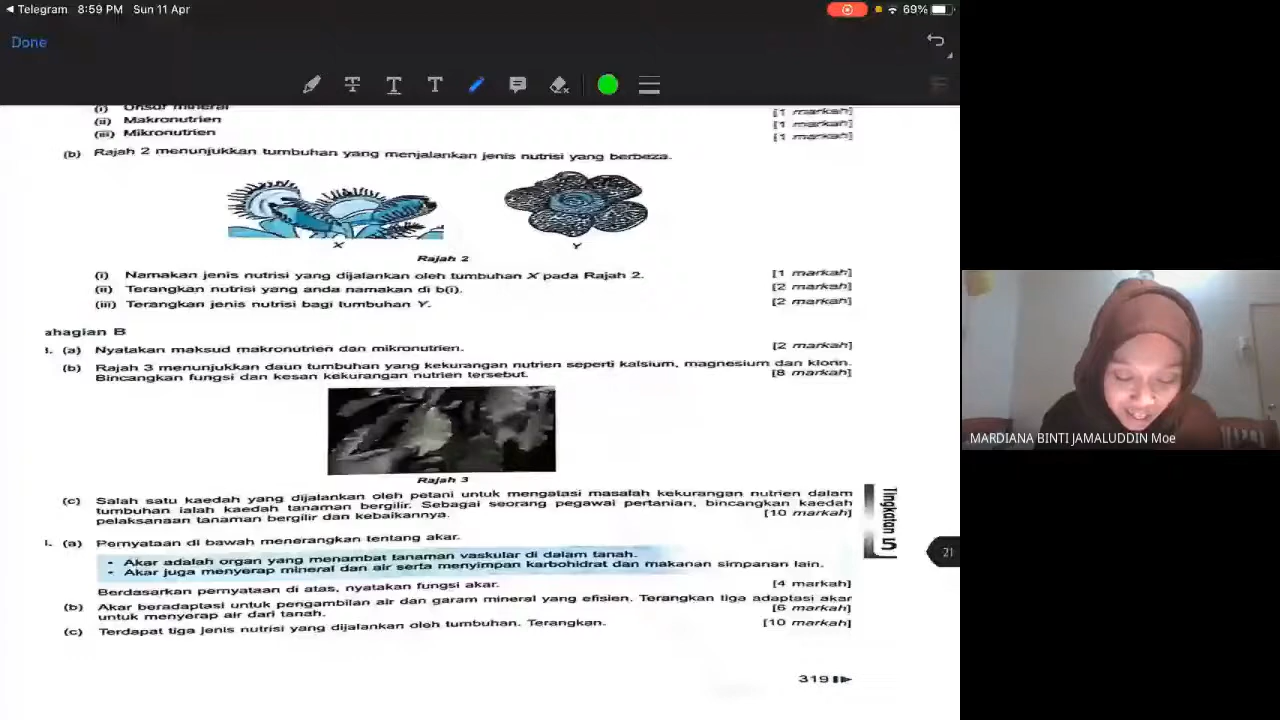 Telegram 8:59 PM Sun 11 Apr
69%
Done
T T T
(i) Unsur mineral [1 markah]
(ii) Makronutrien [1 markah]
(iii) Mikronutrien [1 markah]
(b) Rajah 2 menunjukkan tumbuhan yang menjalankan jenis nutrisi yang berbeza.
X Y
Rajah 2
(i) Namakan jenis nutrisi yang dijalankan oleh tumbuhan X pada Rajah 2. [1 markah]
(ii) Terangkan nutrisi yang anda namakan di b(i). [2 markah]
(iii) Terangkan jenis nutrisi bagi tumbuhan Y. [2 markah]
ahagian B
(a) Nyatakan maksud makronutrien dan mikronutrien. [2 markah]
(b) Rajah 3 menunjukkan daun tumbuhan yang kekurangan nutrien seperti kalsium, magnesium dan klorin.
Bincangkan fungsi dan kesan kekurangan nutrien tersebut. [8 markah]
Rajah 3
(c) Salah satu kaedah yang dijalankan oleh petani untuk mengatasi masalah kekurangan nutrien dalam
tumbuhan ialah kaedah tanaman bergilir. Sebagai seorang pegawai pertanian, bincangkan kaedah
pelaksanaan tanaman bergilir dan kebaikannya. [10 markah]
(a) Pernyataan di bawah menerangkan tentang akar.
• Akar adalah organ yang menambat tanaman vaskular di dalam tanah.
• Akar juga menyerap mineral dan air serta menyimpan karbohidrat dan makanan simpanan lain.
Berdasarkan pernyataan di atas, nyatakan fungsi akar. [4 markah]
(b) Akar beradaptasi untuk pengambilan air dan garam mineral yang efisien. Terangkan tiga adaptasi akar
untuk menyerap air dari tanah. [6 markah]
(c) Terdapat tiga jenis nutrisi yang dijalankan oleh tumbuhan. Terangkan. [10 markah]
319
Tingkatan 5
21
MARDIANA BINTI JAMALUDDIN Moe